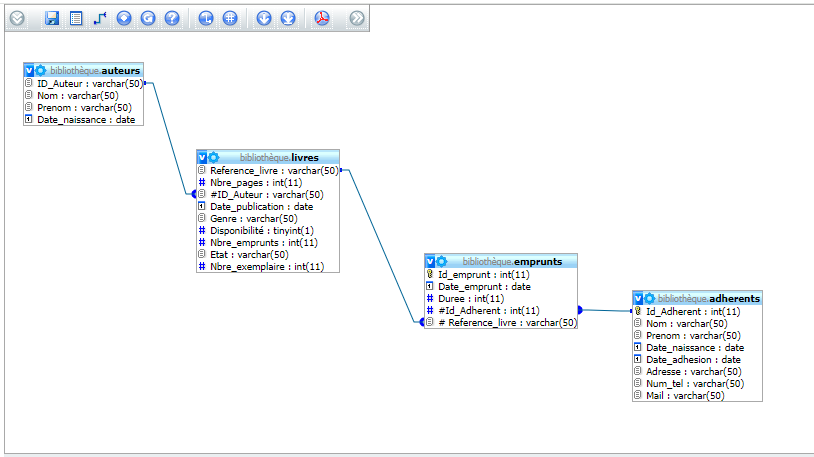 bibliothèque.auteurs
ID_Auteur : varchar(50)
Nom : varchar(50)
Prenom : varchar(50)
Date_naissance : date
bibliothèque.livres
Reference_livre : varchar(50)
# Nbre_pages : int(11)
#ID_Auteur : varchar(50)
Date_publication : date
Genre : varchar(50)
# Disponibilité : tinyint(1)
# Nbre_emprunts : int(11)
Etat : varchar(50)
# Nbre_exemplaire : int(11)
bibliothèque.emprunts
Id_emprunt : int(11)
Date_emprunt : date
# Duree : int(11)
# #Id_Adherent : int(11)
# Reference_livre : varchar(50)
bibliothèque.adherents
Id_Adherent : int(11)
Nom : varchar(50)
Prenom : varchar(50)
Date_naissance : date
Date_adhesion : date
Adresse : varchar(50)
Num_tel : varchar(50)
Mail : varchar(50)